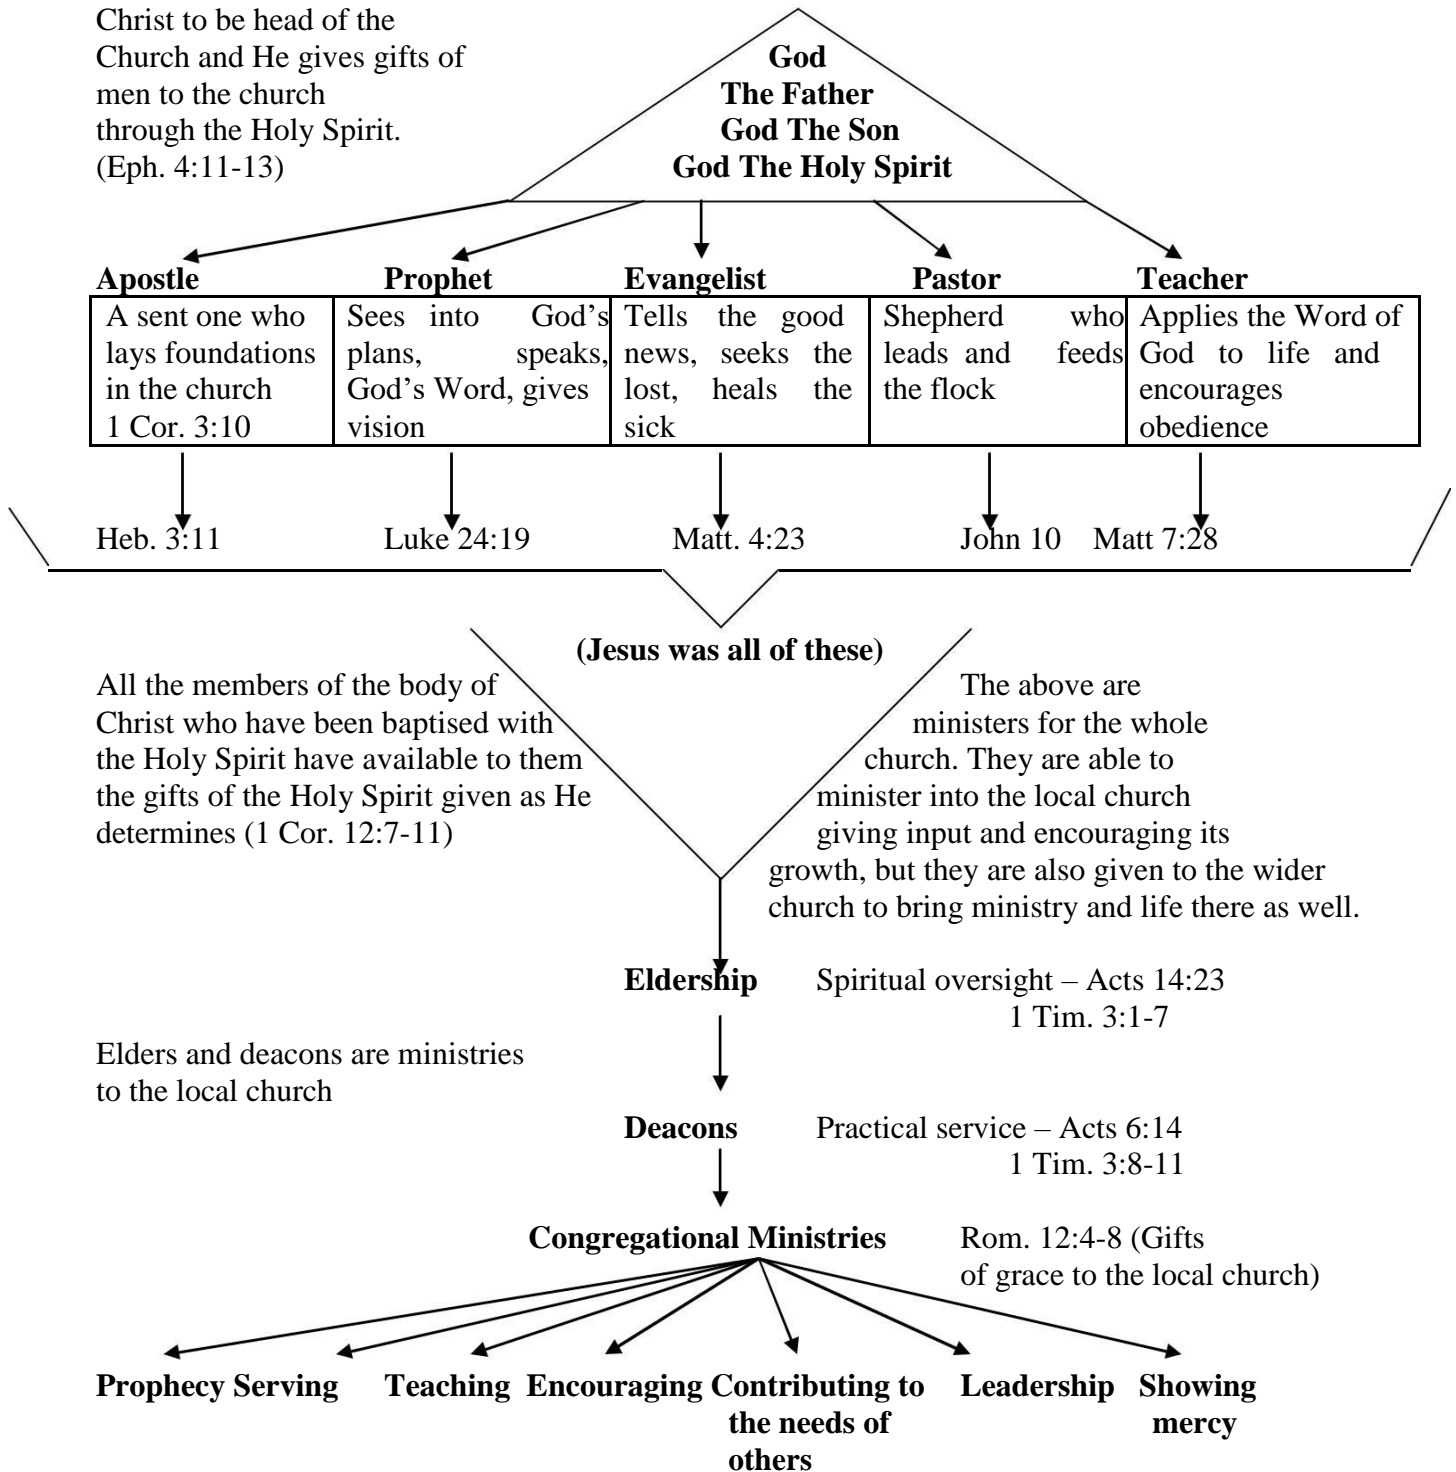 Christ to be head of the
Church and He gives gifts of
men to the church
through the Holy Spirit.
(Eph. 4:11-13)
God
The Father
God The Son
God The Holy Spirit
Apostle
Prophet
Evangelist
Pastor
Teacher
A sent one who
lays foundations
in the church
1 Cor. 3:10
Sees into God's
plans, speaks,
God's Word, gives
vision
Tells the good
news, seeks the
lost, heals the
sick
Shepherd who
leads and feeds
the flock
Applies the Word of
God to life and
encourages
obedience
Heb. 3:11
Luke 24:19
Matt. 4:23
John 10
Matt 7:28
(Jesus was all of these)
All the members of the body of
Christ who have been baptised with
the Holy Spirit have available to them
the gifts of the Holy Spirit given as He
determines (1 Cor. 12:7-11)
The above are
ministers for the whole
church. They are able to
minister into the local church
giving input and encouraging its
growth, but they are also given to the wider
church to bring ministry and life there as well.
Eldership
Spiritual oversight – Acts 14:23
1 Tim. 3:1-7
Elders and deacons are ministries
to the local church
Deacons
Practical service – Acts 6:14
1 Tim. 3:8-11
Congregational Ministries
Rom. 12:4-8 (Gifts
of grace to the local church)
Prophecy
Serving
Teaching
Encouraging
Contributing to
the needs of
others
Leadership
Showing
mercy